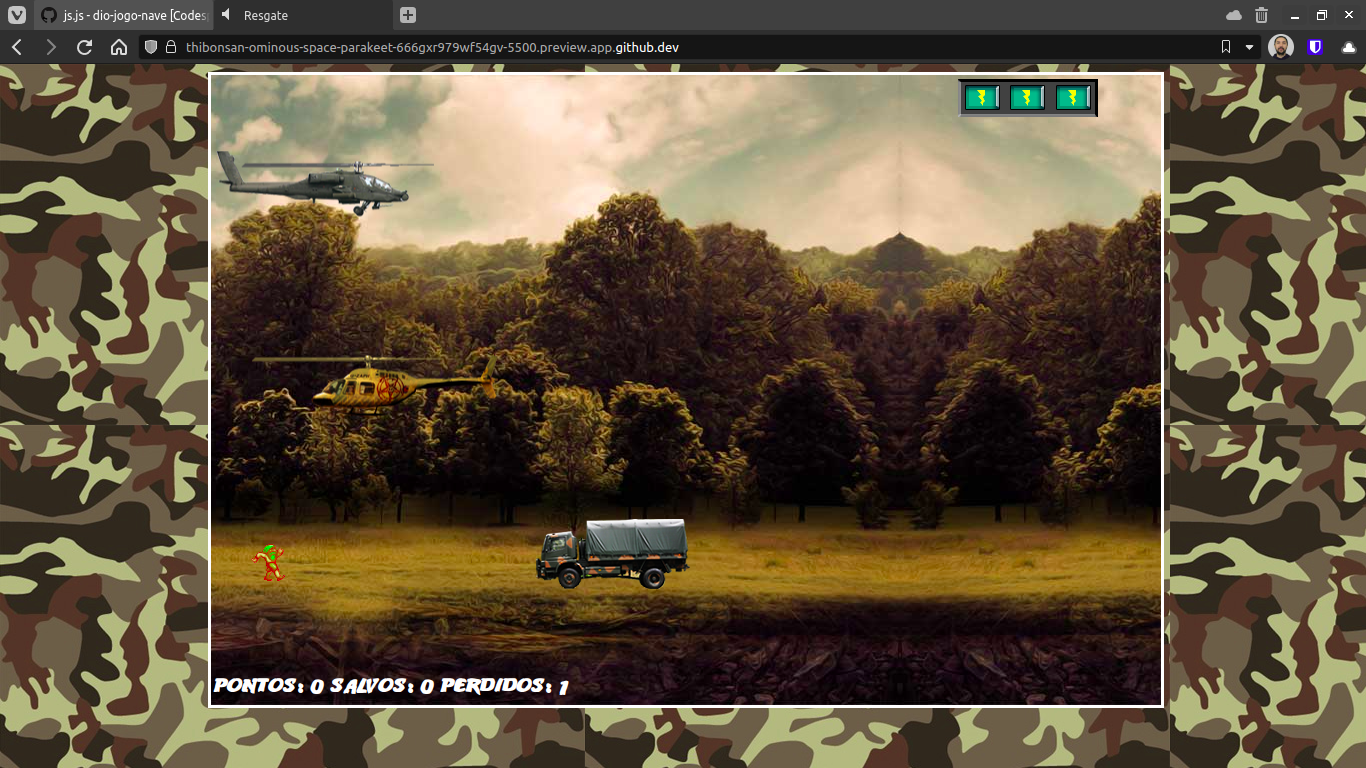 js.js - dio-jogo-nave [Codes
Resgate
thibonsan-ominous-space-parakeet-666gxr979wf54gv-5500.preview.app.github.dev
PONTOS: 0 SALVOS: 0 PERDIDOS: 1